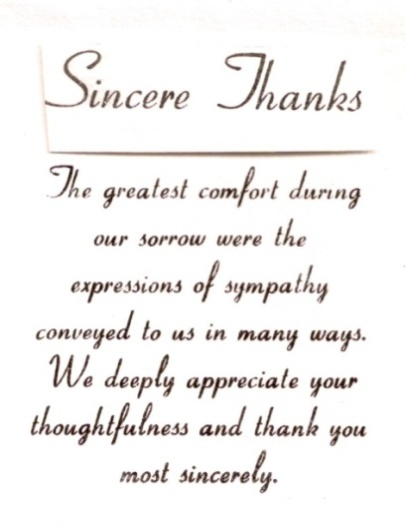 Sincere Thanks
The greatest comfort during
our sorrow were the
expressions of sympathy
conveyed to us in many ways.
We deeply appreciate your
thoughtfulness and thank you
most sincerely.